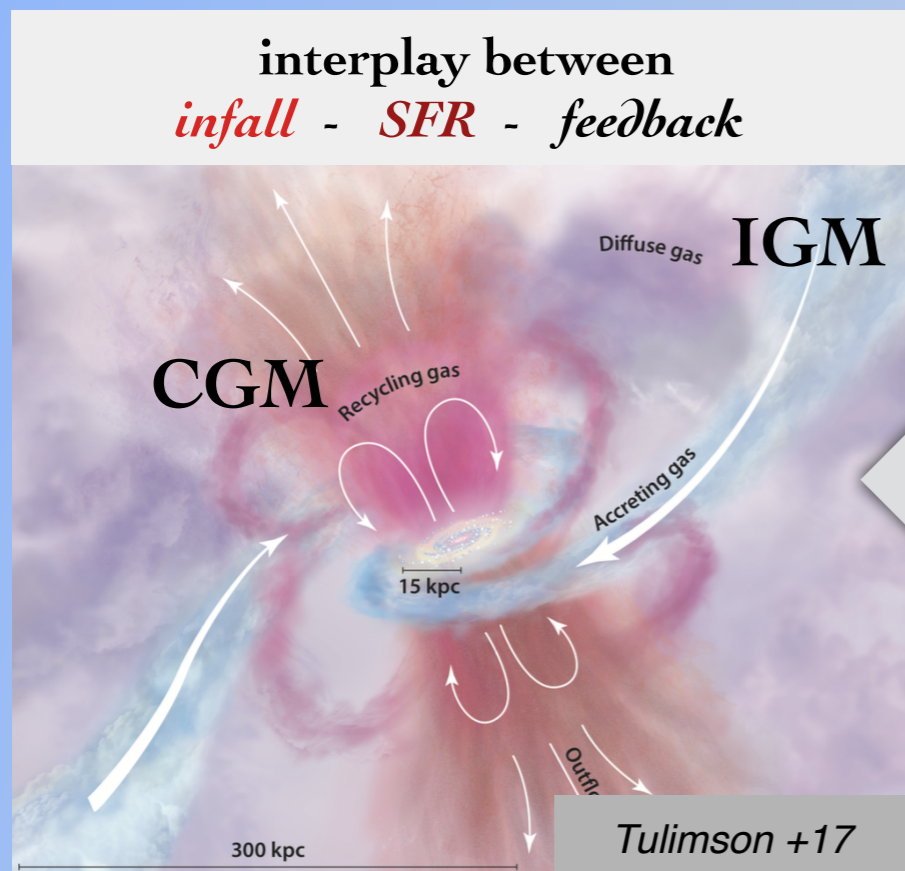 interplay between
infall - SFR - feedback
Diffuse gas
IGM
CGM
Recycling gas
Accreting gas
15 kpc
Outflo
300 kpc
Tulimson +17